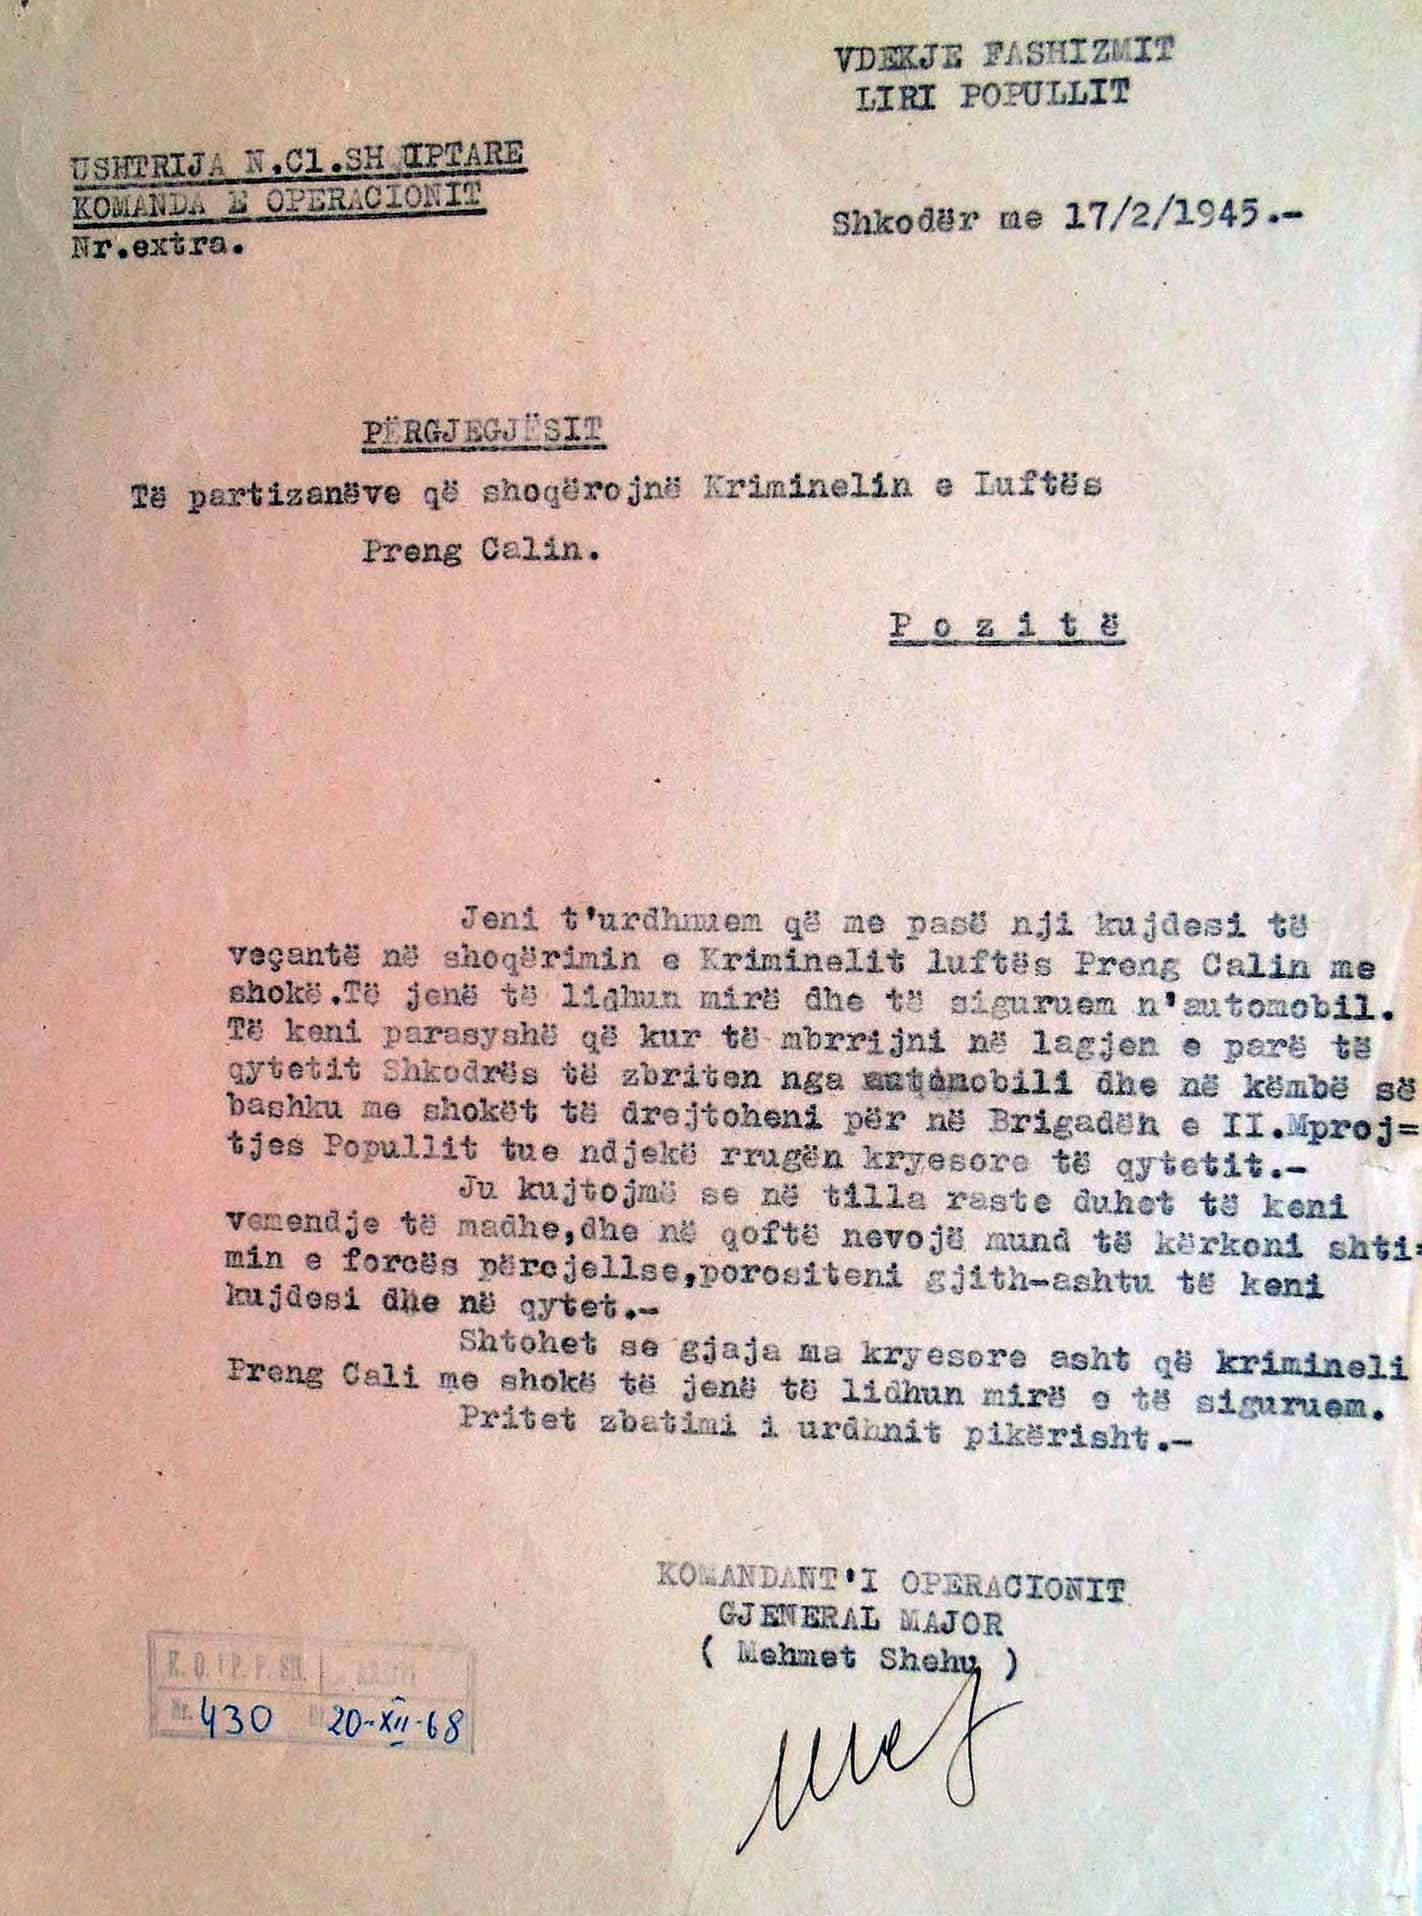 VDEKJE FASHIZMIT
LIRI POPULLIT
USHTRIJA N.Cl.SH QIPTARE
KOMANDA E OPERACIONIT
Nr.extra.
Shkodër me 17/2/1945.-
PËRGJEGJËSIT
Të partizanëve që shoqërojnë Kriminelin e Luftës
Preng Calin.
P o z i t ë
Jeni t'urdhnuem që me pasë nji kujdesi të
veçantë në shoqërimin e Kriminelit luftës Preng Calin me
shokë.Të jenë të lidhun mirë dhe të siguruem n'automobil.
Të keni parasyshë që kur të mbrrijni në lagjen e parë të
qytetit Shkodrës të zbriten nga automobili dhe në këmbë së
bashku me shokët të drejtoheni për në Brigadën e II.Mproj=
tjes Popullit tue ndjekë rrugën kryesore të qytetit.-
Ju kujtojmë se në tilla raste duhet të keni
vemendje të madhe,dhe në qoftë nevojë mund të kërkoni shti=
min e forcës përcjellse,porositeni gjith-ashtu të keni
kujdesi dhe në qytet.-
Shtohet se gjaja ma kryesore asht që krimineli
Preng Cali me shokë të jenë të lidhun mirë e të siguruem.
Pritet zbatimi i urdhnit pikërisht.-
KOMANDANT'I OPERACIONIT
GJENERAL MAJOR
( Mehmet Shehu )
K. Q. I P. P. SH. ARKIVI
Nr. 430 20-XII-68